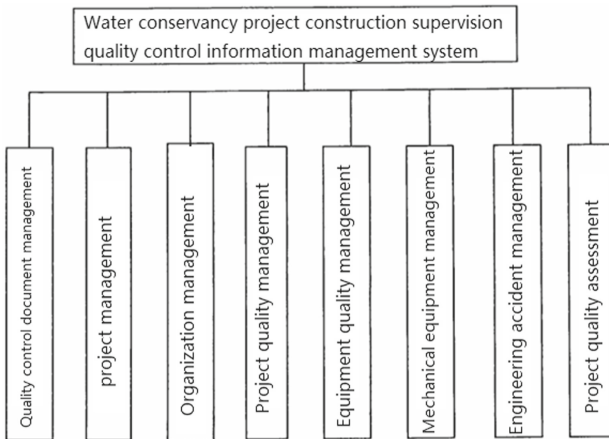 Water conservancy project construction supervision
quality control information management system
Quality control document management
project management
Organization management
Project quality management
Equipment quality management
Mechanical equipment management
Engineering accident management
Project quality assessment